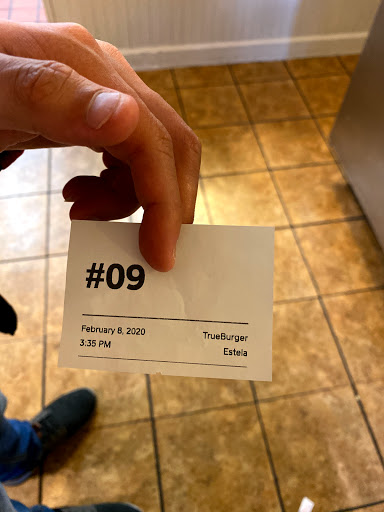 #09
February 8, 2020 TrueBurger
3:35 PM Estela